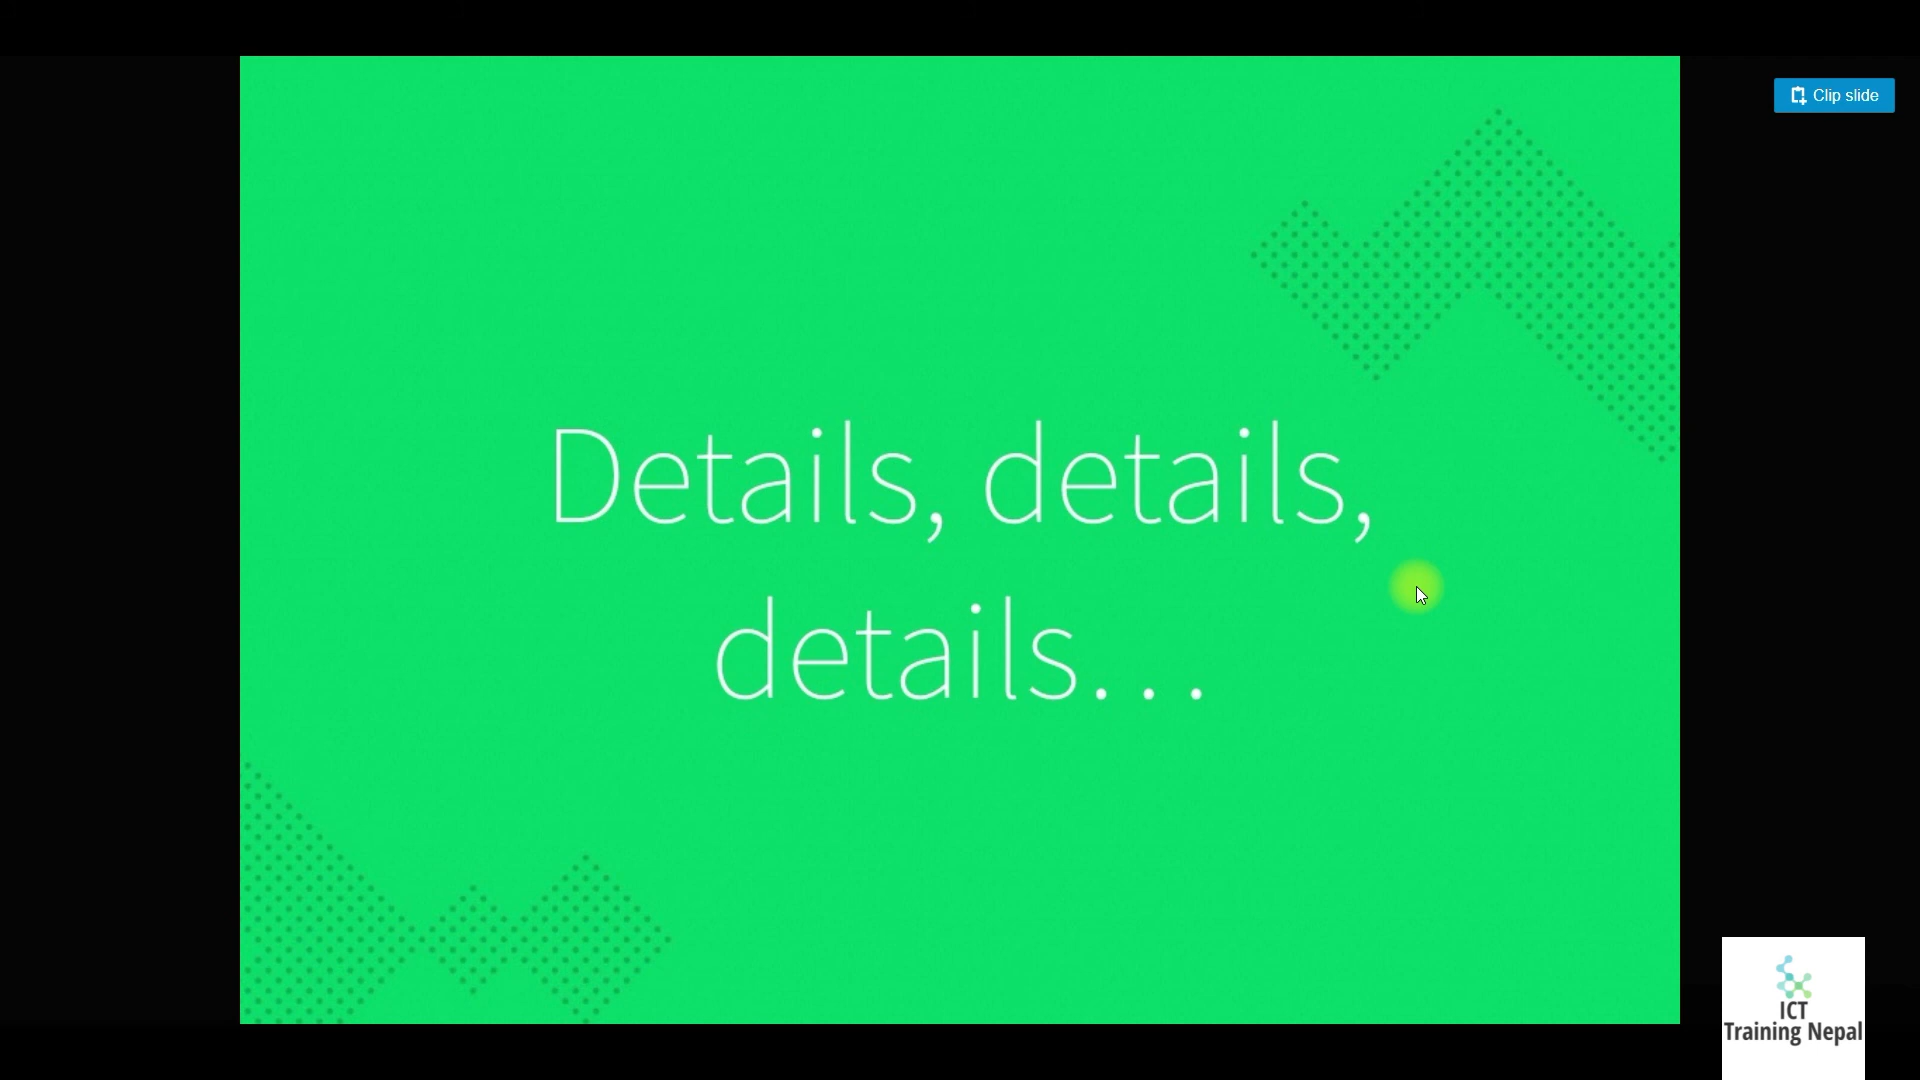 Clip slide
Details, details,
details...
ICT
Training Nepal